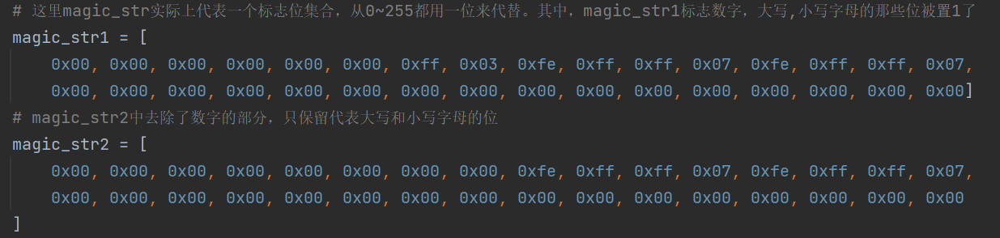 # 这里magic_str实际上代表一个标志位集合，从0~255都用一位来代替。其中，magic_str1标志数字，大写,小写字母的那些位被置1了
magic_str1 = [
0x00, 0x00, 0x00, 0x00, 0x00, 0x00, 0xff, 0x03, 0xfe, 0xff, 0xff, 0x07, 0xfe, 0xff, 0xff, 0x07,
0x00, 0x00, 0x00, 0x00, 0x00, 0x00, 0x00, 0x00, 0x00, 0x00, 0x00, 0x00, 0x00, 0x00, 0x00, 0x00]
# magic_str2中去除了数字的部分，只保留代表大写和小写字母的位
magic_str2 = [
0x00, 0x00, 0x00, 0x00, 0x00, 0x00, 0x00, 0x00, 0xfe, 0xff, 0xff, 0x07, 0xfe, 0xff, 0xff, 0x07,
0x00, 0x00, 0x00, 0x00, 0x00, 0x00, 0x00, 0x00, 0x00, 0x00, 0x00, 0x00, 0x00, 0x00, 0x00, 0x00
]